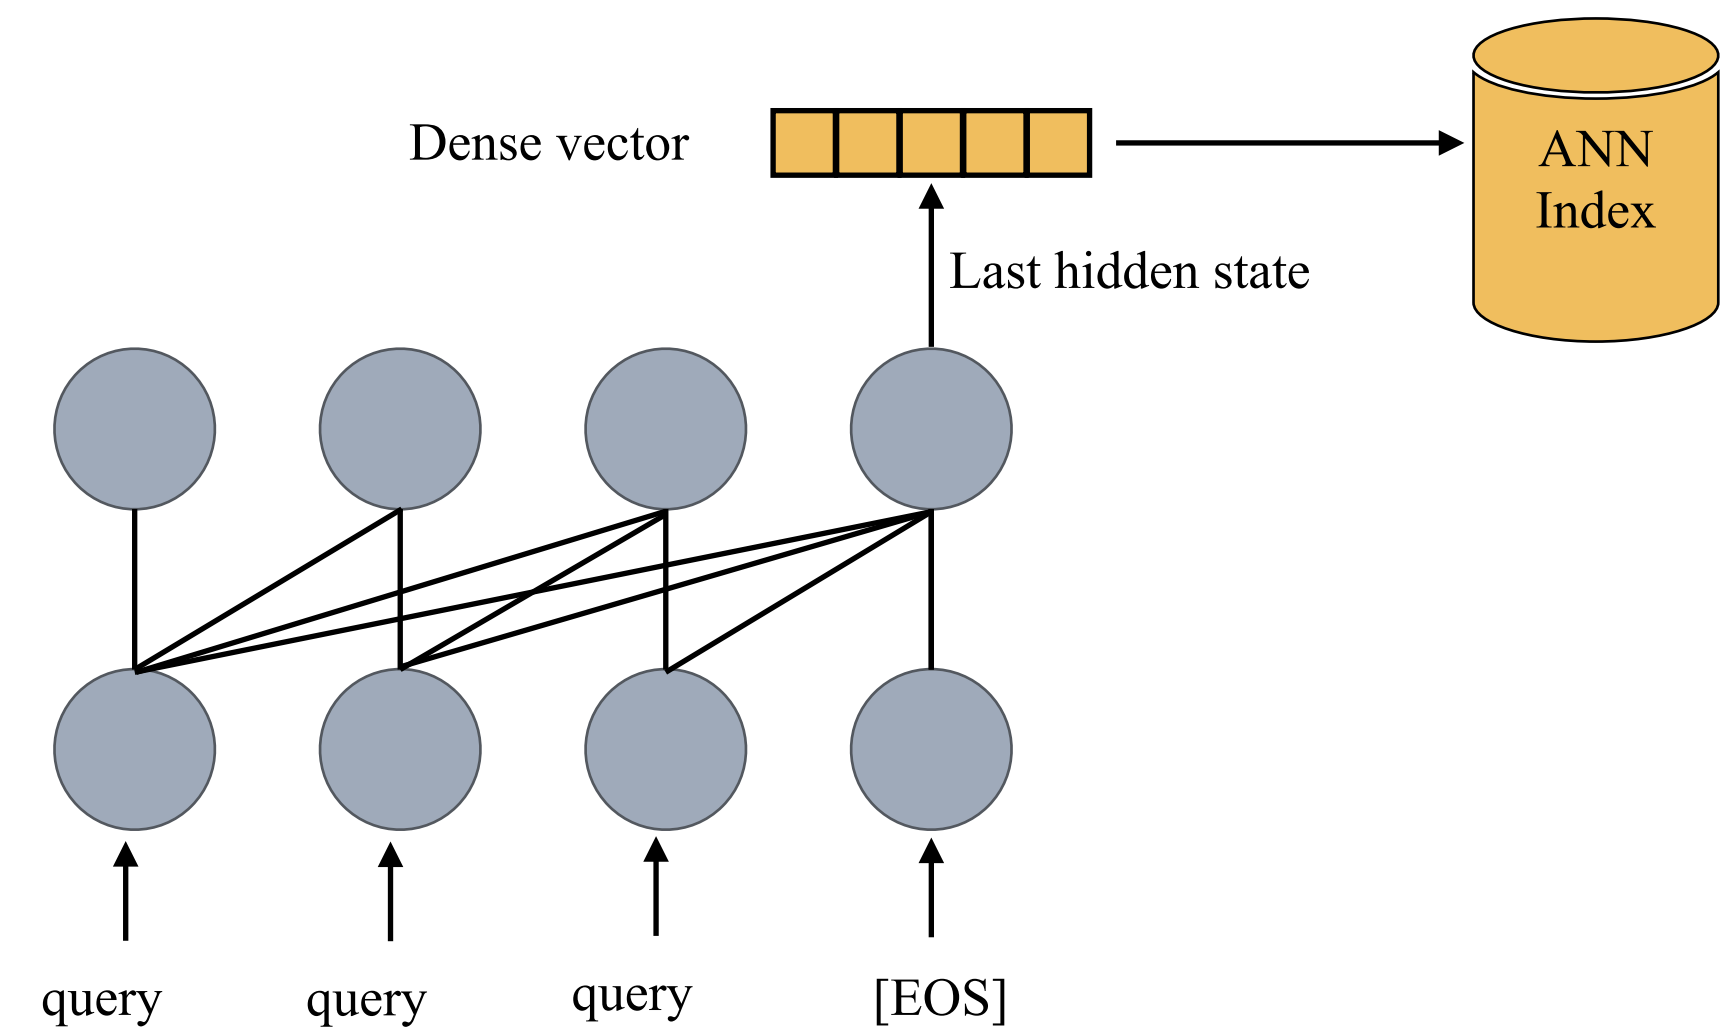 Dense vector
ANN
Index
Last hidden state
query
query
query
[EOS]